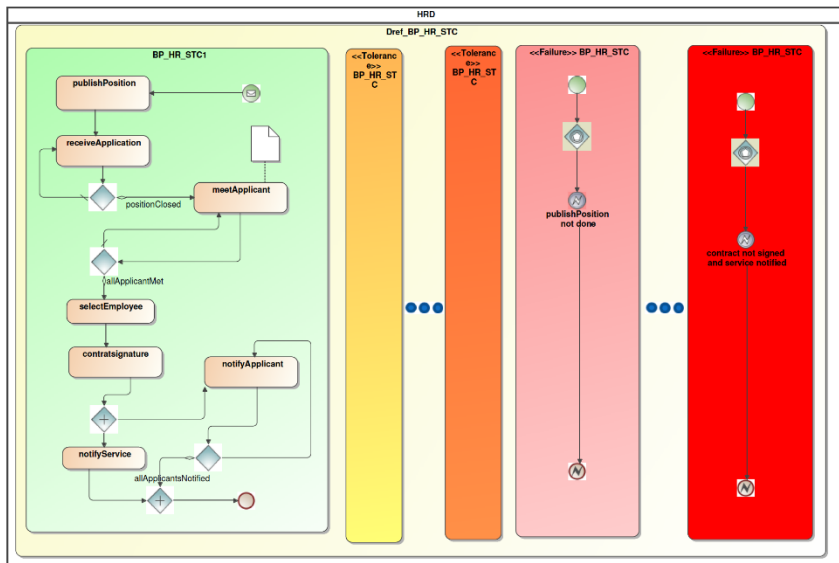 HRD
Dref_BP_HR_STC
BP_HR_STC1
publishPosition
receiveApplication
positionClosed
meetApplicant
allApplicantMet
selectEmployee
contratsignature
notifyApplicant
notifyService
allApplicantsNotified
<<Toleranc
e>>
BP_HR_ST
C
<<Toleranc
e>>
BP_HR_ST
C
<<Failure>> BP_HR_STC
publishPosition
not done
<<Failure>> BP_HR_STC
contract not signed
and service notified